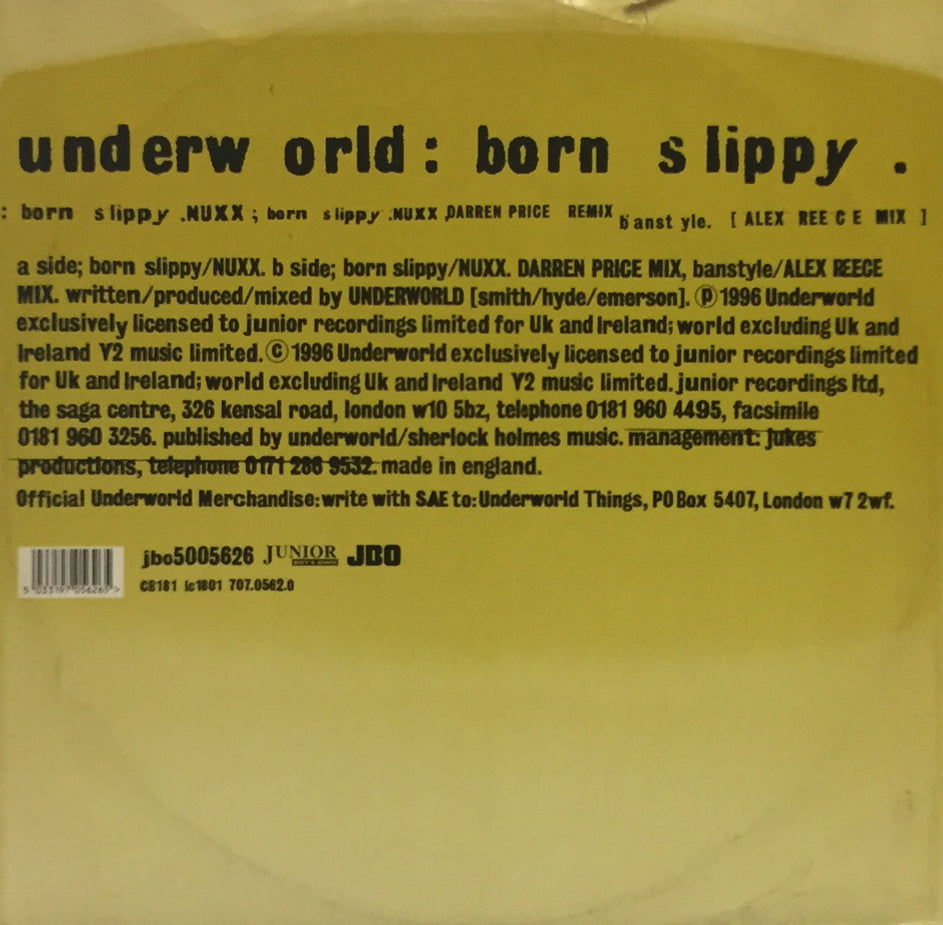 underw orld: born s lippy .
: born slippy .NUXX ; born slippy .NUXX ,DARREN PRICE REMIX banst yle. [ ALEX REE C E MIX ]
a side; born slippy/NUXX. b side; born slippy/NUXX. DARREN PRICE MIX, banstyle/ALEX REECE
MIX. written/produced/mixed by UNDERWORLD [smith/hyde/emerson]. Ⓟ 1996 Underworld
exclusively licensed to junior recordings limited for Uk and Ireland; world excluding Uk and
Ireland Y2 music limited. © 1996 Underworld exclusively licensed to junior recordings limited
for Uk and Ireland; world excluding Uk and Ireland Y2 music limited. junior recordings ltd,
the saga centre, 326 kensal road, london w10 5bz, telephone 0181 960 4495, facsimile
0181 960 3256. published by underworld/sherlock holmes music. management: jukes
productions, telephone 0171 286 9532. made in england.
Official Underworld Merchandise: write with SAE to: Underworld Things, PO Box 5407, London w7 2wf.
jbo5005626 JUNIOR BOY'S OWN JBO
CB181 lc1801 707.0562.0
5 033197 056265 >